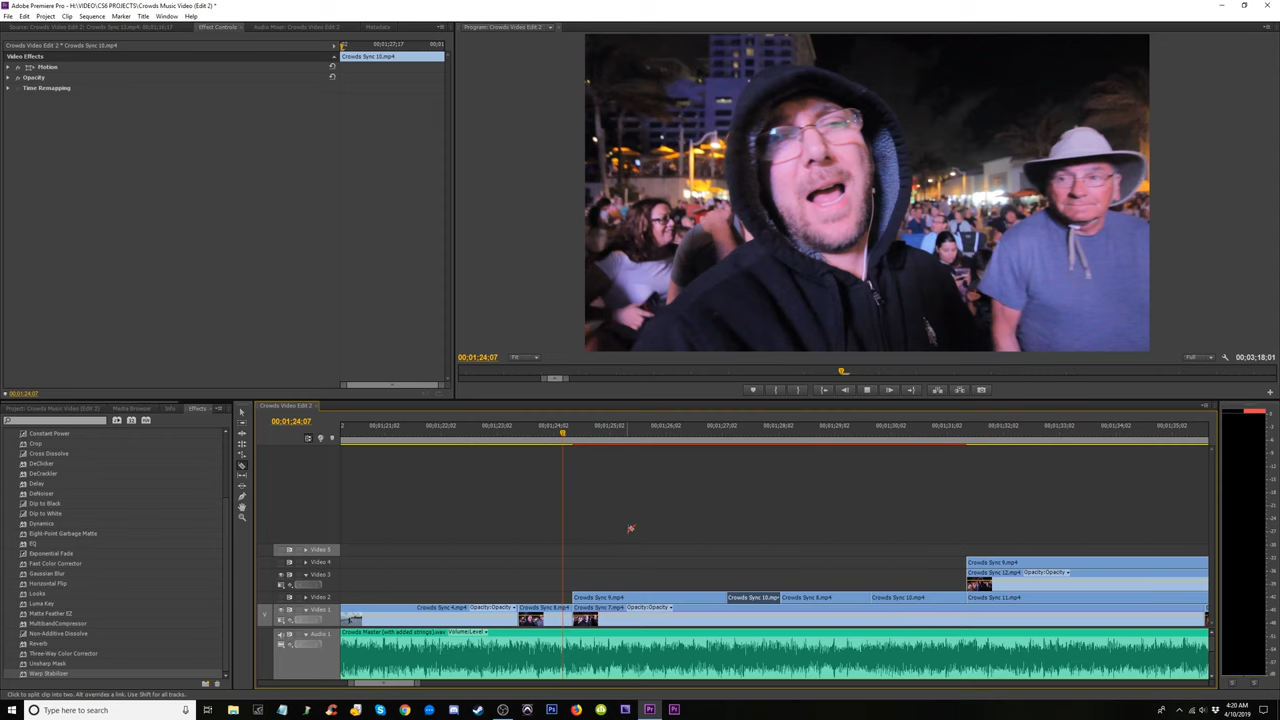 Adobe Premiere Pro - H:\VIDEO\CS6 PROJECTS\Crowds Music Video (Edit 2) *
File Edit Project Clip Sequence Marker Title Window Help
Source: Crowds Video Edit 2: Crowds Sync 13.mp4: 00;01;16;17
Effect Controls
Audio Mixer: Crowds Video Edit 2
Metadata
Program: Crowds Video Edit 2
Crowds Video Edit 2 * Crowds Sync 10.mp4
00;01;27;17
00;01
Video Effects
Crowds Sync 10.mp4
Motion
Opacity
Time Remapping
00;01;24;07
00;01;24;07
Fit
Full
00;03;18;01
Project: Crowds Music Video (Edit 2)
Media Browser
Info
Effects
Constant Power
Crop
Cross Dissolve
DeClicker
DeCrackler
Delay
DeNoiser
Dip to Black
Dip to White
Dynamics
Eight-Point Garbage Matte
EQ
Exponential Fade
Fast Color Corrector
Gaussian Blur
Horizontal Flip
Looks
Luma Key
Matte Feather EZ
MultibandCompressor
Non-Additive Dissolve
Reverb
Three-Way Color Corrector
Unsharp Mask
Warp Stabilizer
Crowds Video Edit 2
00;01;24;07
2 00;01;21;02 00;01;22;02 00;01;23;02 00;01;24;02 00;01;25;02 00;01;26;02 00;01;27;02 00;01;28;02 00;01;29;02 00;01;30;02 00;01;31;02 00;01;32;02 00;01;33;02 00;01;34;02 00;01;35;02
Video 5
Video 4
Crowds Sync 9.mp4
Video 3
Crowds Sync 12.mp4 Opacity:Opacity
Video 2
Crowds Sync 9.mp4
Crowds Sync 10.mp4
Crowds Sync 8.mp4
Crowds Sync 10.mp4
Crowds Sync 11.mp4
Video 1
Crowds Sync 4.mp4 Opacity:Opacity
Crowds Sync 8.mp4
Crowds Sync 7.mp4 Opacity:Opacity
Audio 1
Crowds Master (with added strings).wav Volume:Level
Click to split clip into two. Alt overrides a link. Use Shift for all tracks.
Type here to search
4:20 AM
4/10/2019